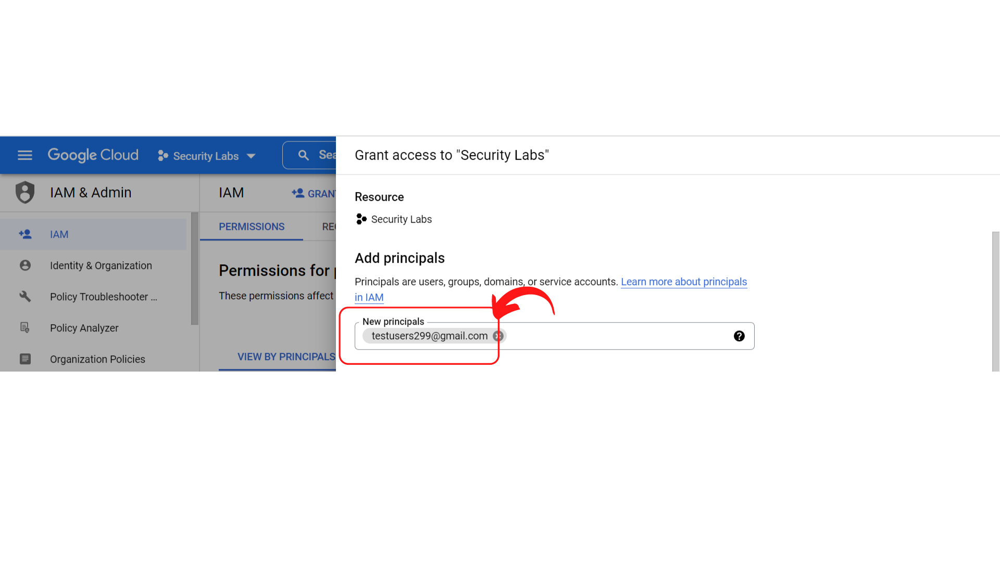 Google Cloud
Security Labs
Sea
IAM & Admin
IAM
Identity & Organization
Policy Troubleshooter ...
Policy Analyzer
Organization Policies
IAM
GRANT
PERMISSIONS
REC
Permissions for p
These permissions affect
VIEW BY PRINCIPALS
Grant access to "Security Labs"
Resource
Security Labs
Add principals
Principals are users, groups, domains, or service accounts. Learn more about principals
in IAM
New principals
testusers299@gmail.com